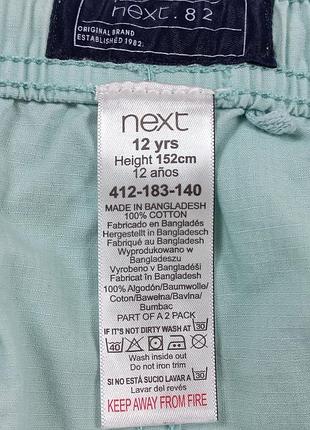 next.82
ORIGINAL BRAND
ESTABLISHED 1982.
next
12 yrs
Height 152cm
12 años
412-183-140
MADE IN BANGLADESH
100% COTTON
Fabricado en Bangladés
Hergestellt in Bangladesch
Fabriqué au Bangladesh
Wyprodukowano w
Bangladeszu
Vyrobeno v Bangladéši
Fabricat în Bangladesh
100% Algodón/Baumwolle/
Coton/Bawełna/Bavlna/
Bumbac
PART OF A 2 PACK
IF IT'S NOT DIRTY WASH AT 30
40
Wash inside out
Do not iron trim
SI NO ESTÁ SUCIO LAVAR A 30
Lavar del revés
KEEP AWAY FROM FIRE